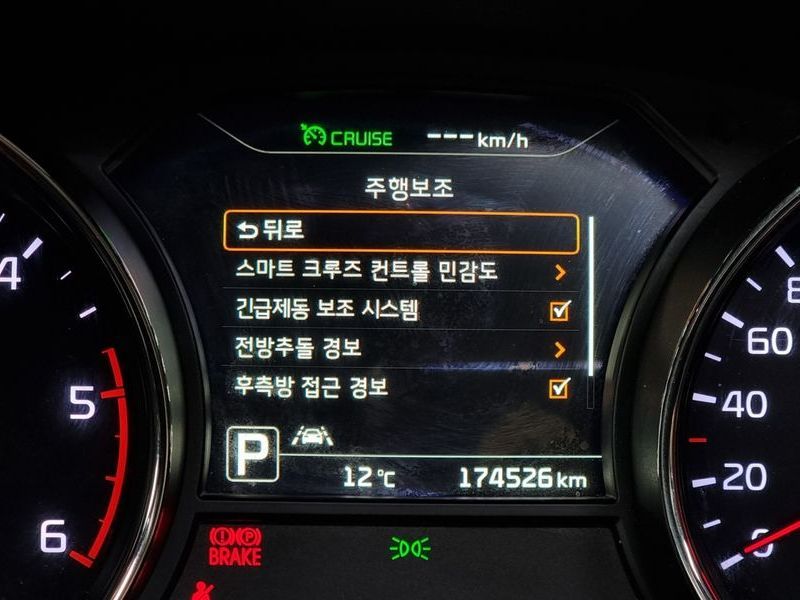 CRUISE ---km/h
주행보조
뒤로
스마트 크루즈 컨트롤 민감도
긴급제동 보조 시스템
전방추돌 경보
후측방 접근 경보
P
12℃ 174526km
4
5
6
8
60
40
20
0
(!)(P)
BRAKE